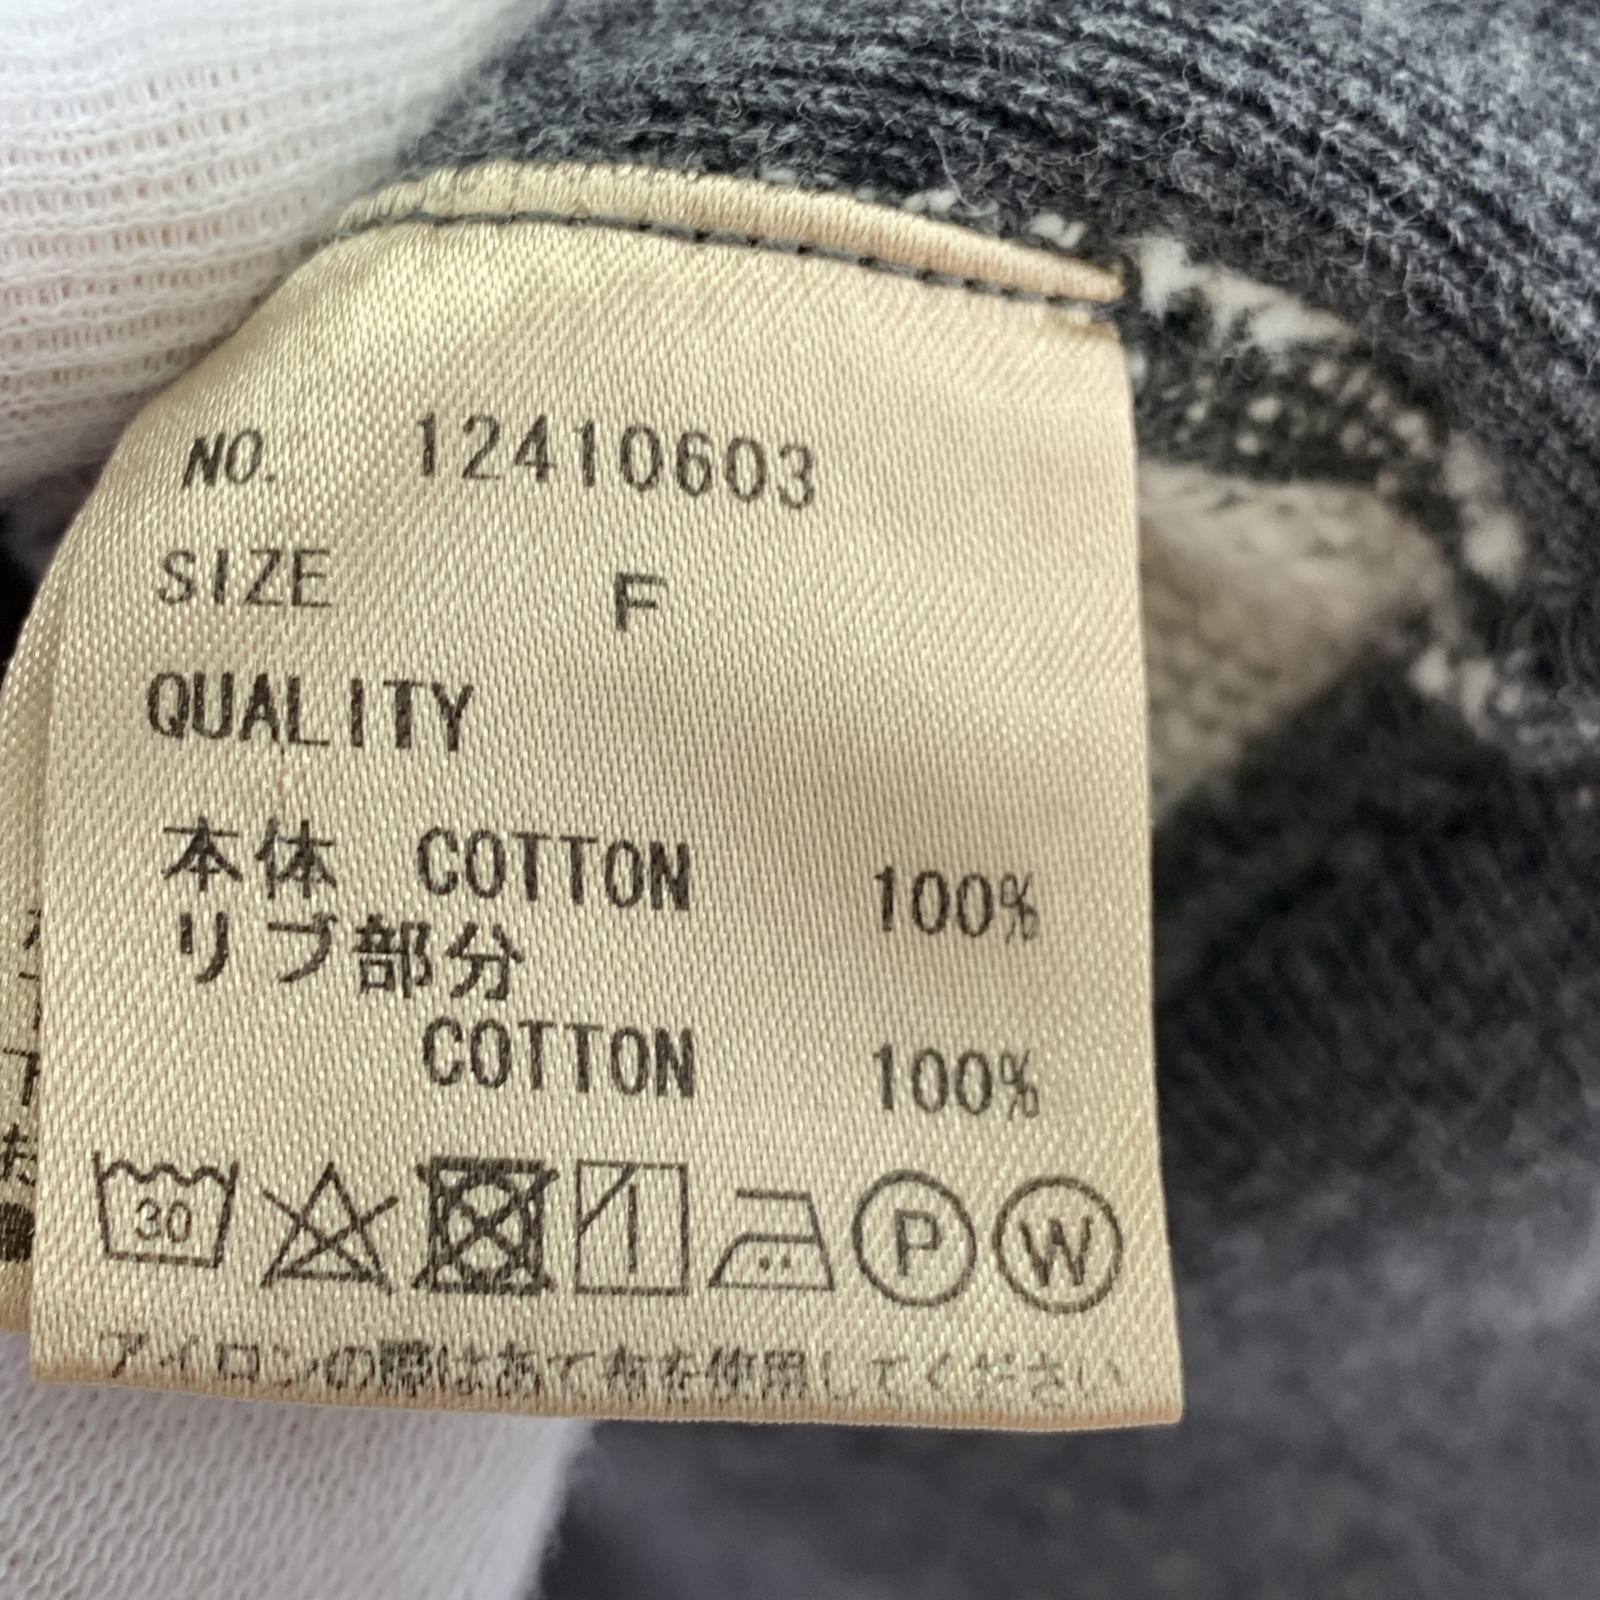 NO. 12410603
SIZE F
QUALITY
本体 COTTON 100%
リブ部分
COTTON 100%
30 P W
アイロンの際はあて布を使用してください